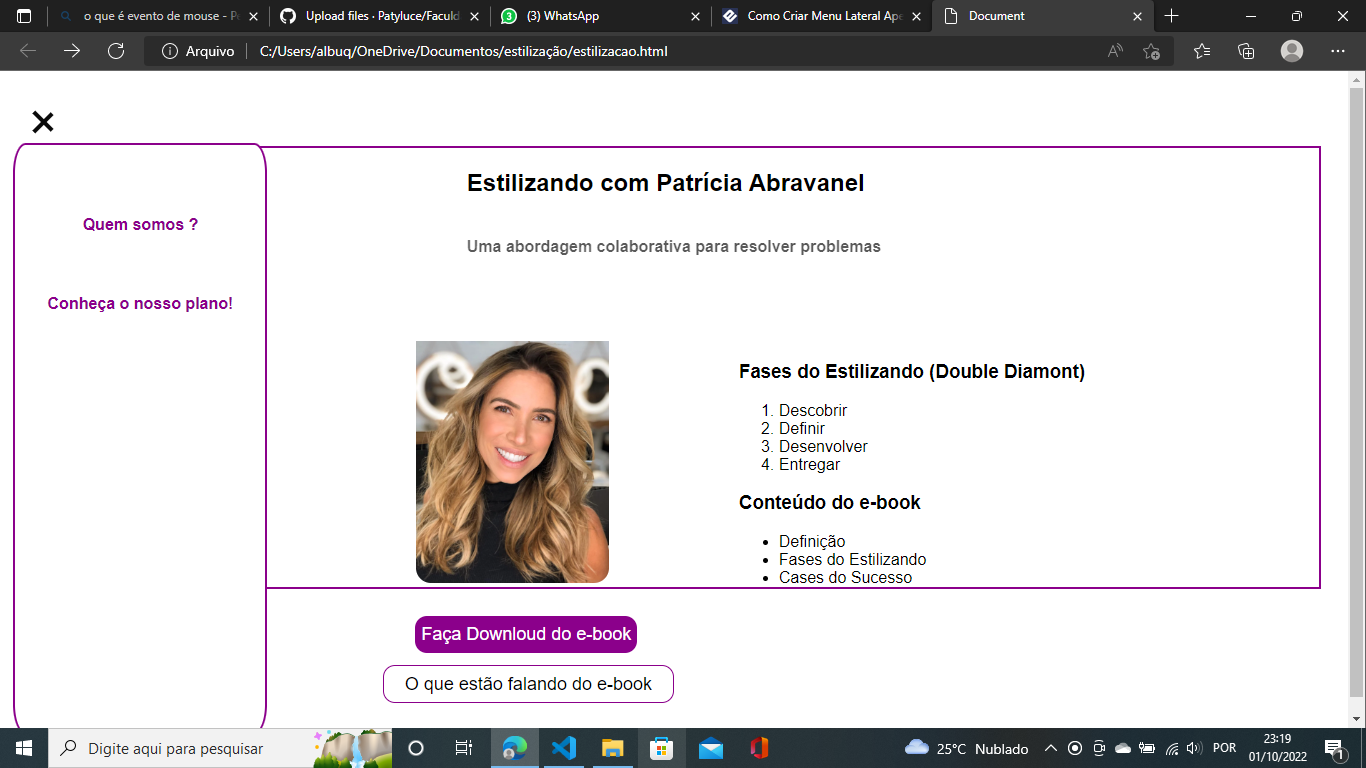 o que é evento de mouse - P
Upload files · Patyluce/Faculd
(3) WhatsApp
Como Criar Menu Lateral Ape
Document
Arquivo
C:/Users/albuq/OneDrive/Documentos/estilização/estilizacao.html
Quem somos ?
Conheça o nosso plano!
Estilizando com Patrícia Abravanel
Uma abordagem colaborativa para resolver problemas
Fases do Estilizando (Double Diamont)
1. Descobrir
2. Definir
3. Desenvolver
4. Entregar
Conteúdo do e-book
• Definição
• Fases do Estilizando
• Cases do Sucesso
Faça Downloud do e-book
O que estão falando do e-book
Digite aqui para pesquisar
25°C Nublado
POR
23:19
01/10/2022
1